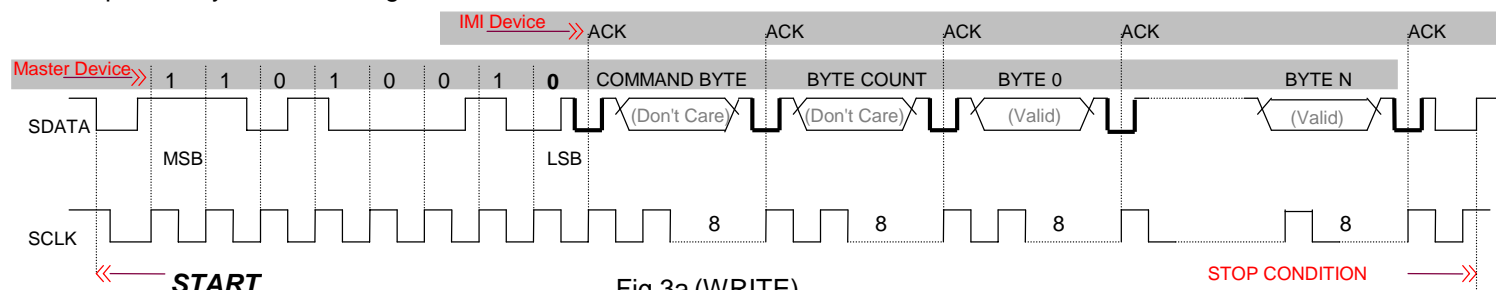 IMI Device ACK ACK ACK ACK ACK
Master Device 1 1 0 1 0 0 1 0 COMMAND BYTE BYTE COUNT BYTE 0 BYTE N
SDATA (Don't Care) (Don't Care) (Valid) (Valid)
MSB LSB
SCLK 8 8 8 8
START STOP CONDITION
Fig 3a (WRITE)